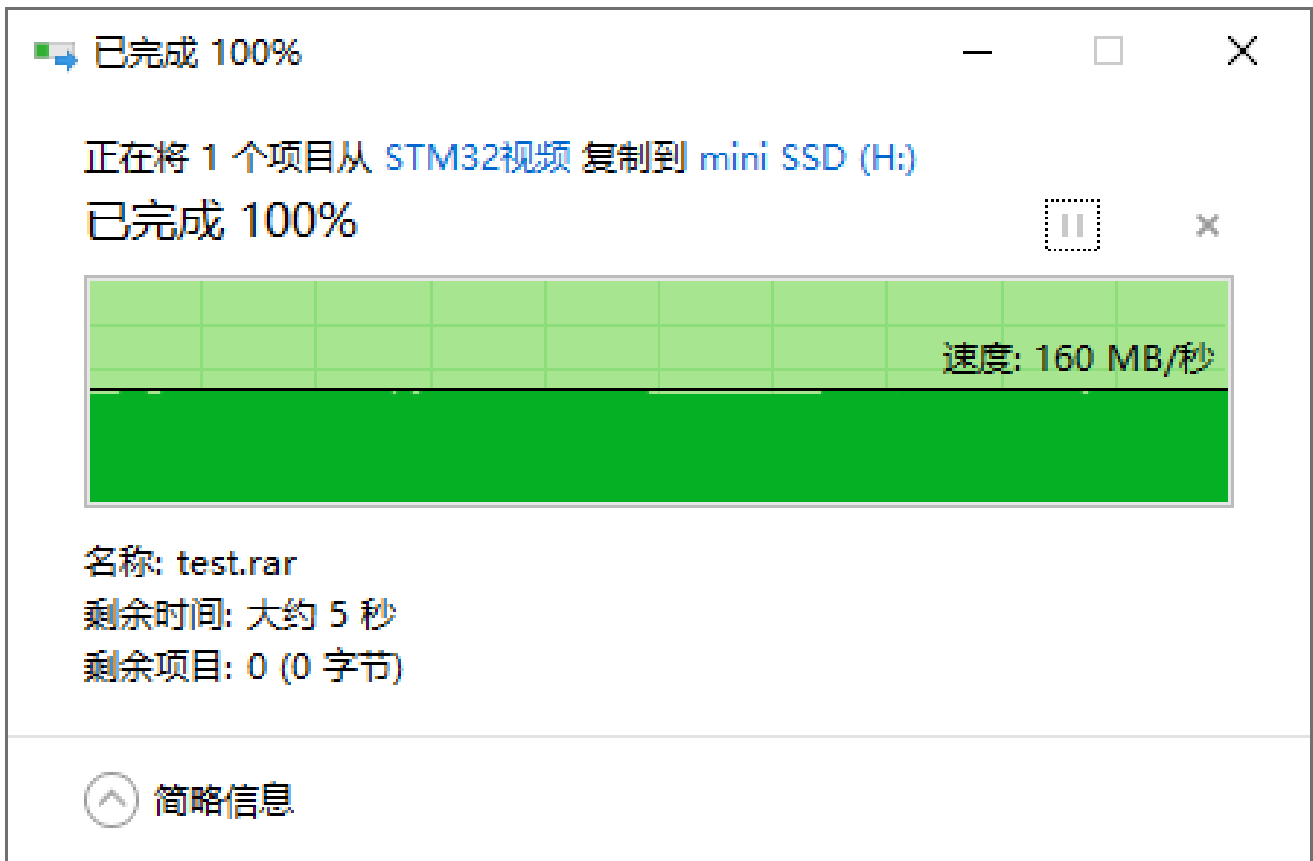 已完成 100%
正在将 1 个项目从 STM32视频 复制到 mini SSD (H:)
已完成 100%
速度: 160 MB/秒
名称: test.rar
剩余时间: 大约 5 秒
剩余项目: 0 (0 字节)
简略信息